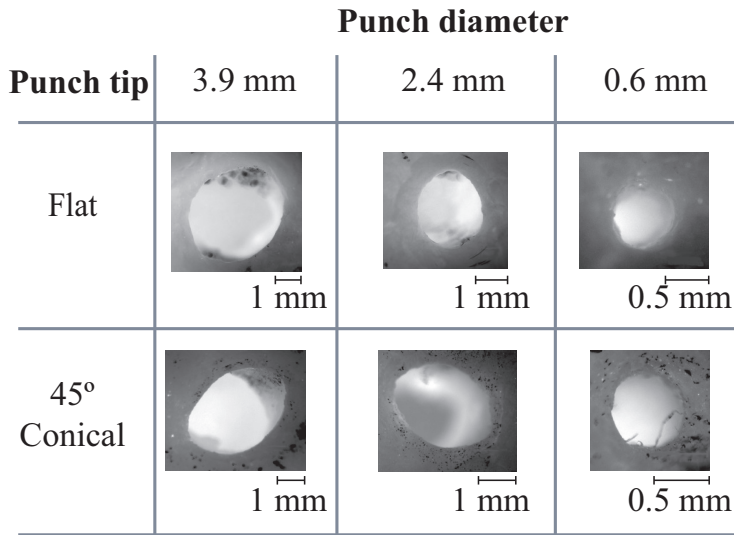 Punch diameter
Punch tip 3.9 mm 2.4 mm 0.6 mm
Flat
1 mm 1 mm 0.5 mm
45º
Conical
1 mm 1 mm 0.5 mm